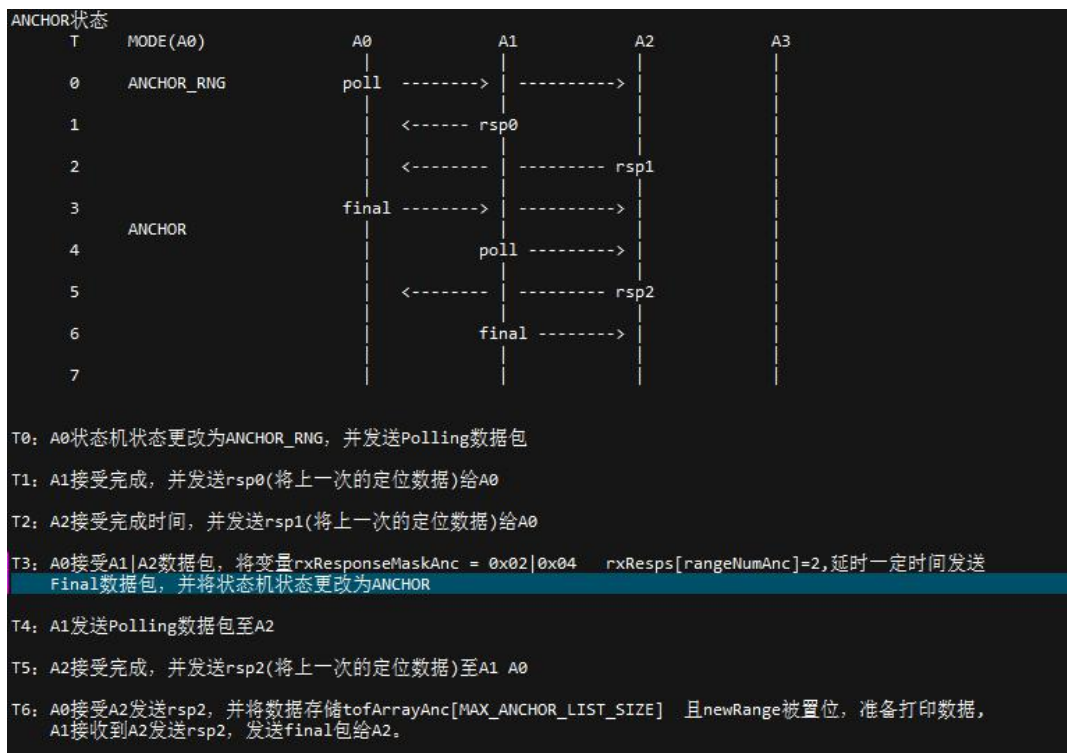 ANCHOR状态
T MODE(A0) A0 A1 A2 A3
0 ANCHOR_RNG poll --------> | ----------> |
1 | <------ rsp0
2 | <-------- | --------- rsp1
3 final --------> | ----------> |
ANCHOR
4 poll ---------> |
5 | <-------- | --------- rsp2
6 final --------> |
7
T0：A0状态机状态更改为ANCHOR_RNG，并发送Polling数据包
T1：A1接受完成，并发送rsp0(将上一次的定位数据)给A0
T2：A2接受完成时间，并发送rsp1(将上一次的定位数据)给A0
T3：A0接受A1|A2数据包，将变量rxResponseMaskAnc = 0x02|0x04 rxResps[rangeNumAnc]=2,延时一定时间发送
Final数据包，并将状态机状态更改为ANCHOR
T4：A1发送Polling数据包至A2
T5：A2接受完成，并发送rsp2(将上一次的定位数据)至A1 A0
T6：A0接受A2发送rsp2，并将数据存储tofArrayAnc[MAX_ANCHOR_LIST_SIZE] 且newRange被置位，准备打印数据，
A1接收到A2发送rsp2，发送final包给A2。